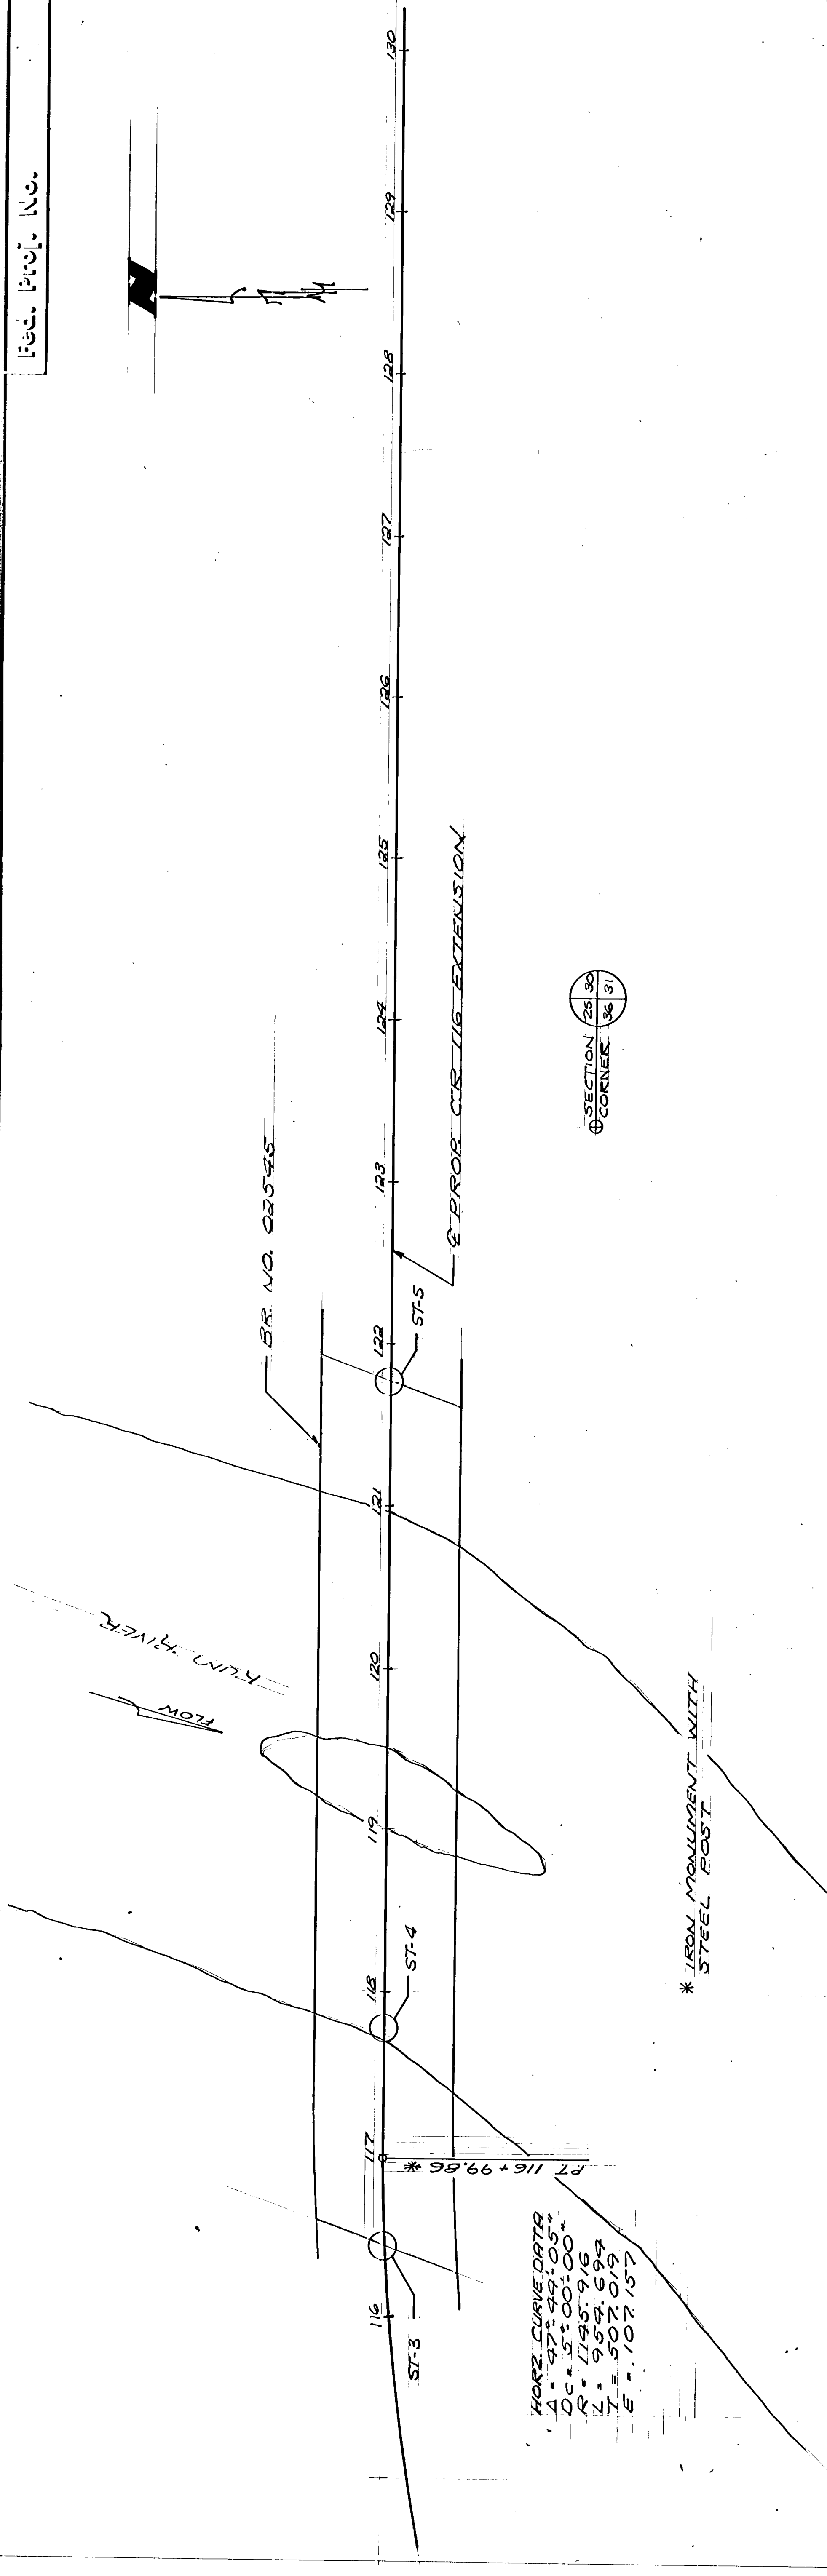 Fed. Proj. No.
N
116
117
118
119
120
121
122
123
124
125
126
127
128
129
130
BR. NO. 02545
RUM RIVER
FLOW
ST-3
ST-4
ST-5
℄ PROP. C.R. 116 EXTENSION
PT 116+99.86 *
SECTION
CORNER
25 30
36 31
* IRON MONUMENT WITH
STEEL POST
HORZ. CURVE DATA
Δ = 47°-44'-05"
Dc = 5°-00'-00"
R = 1145.916
L = 954.694
T = 507.019
E = 107.157